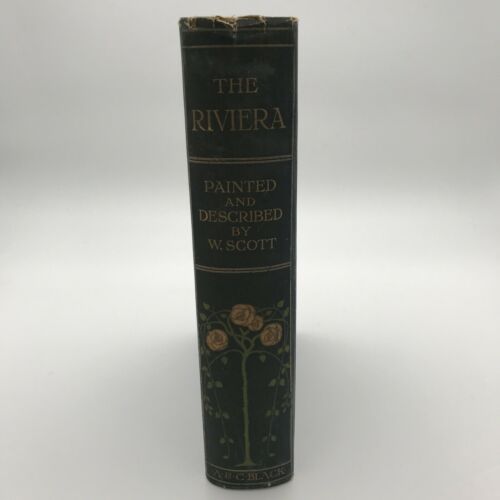 THE
RIVIERA
PAINTED
AND
DESCRIBED
BY
W. SCOTT
A & C · BLACK